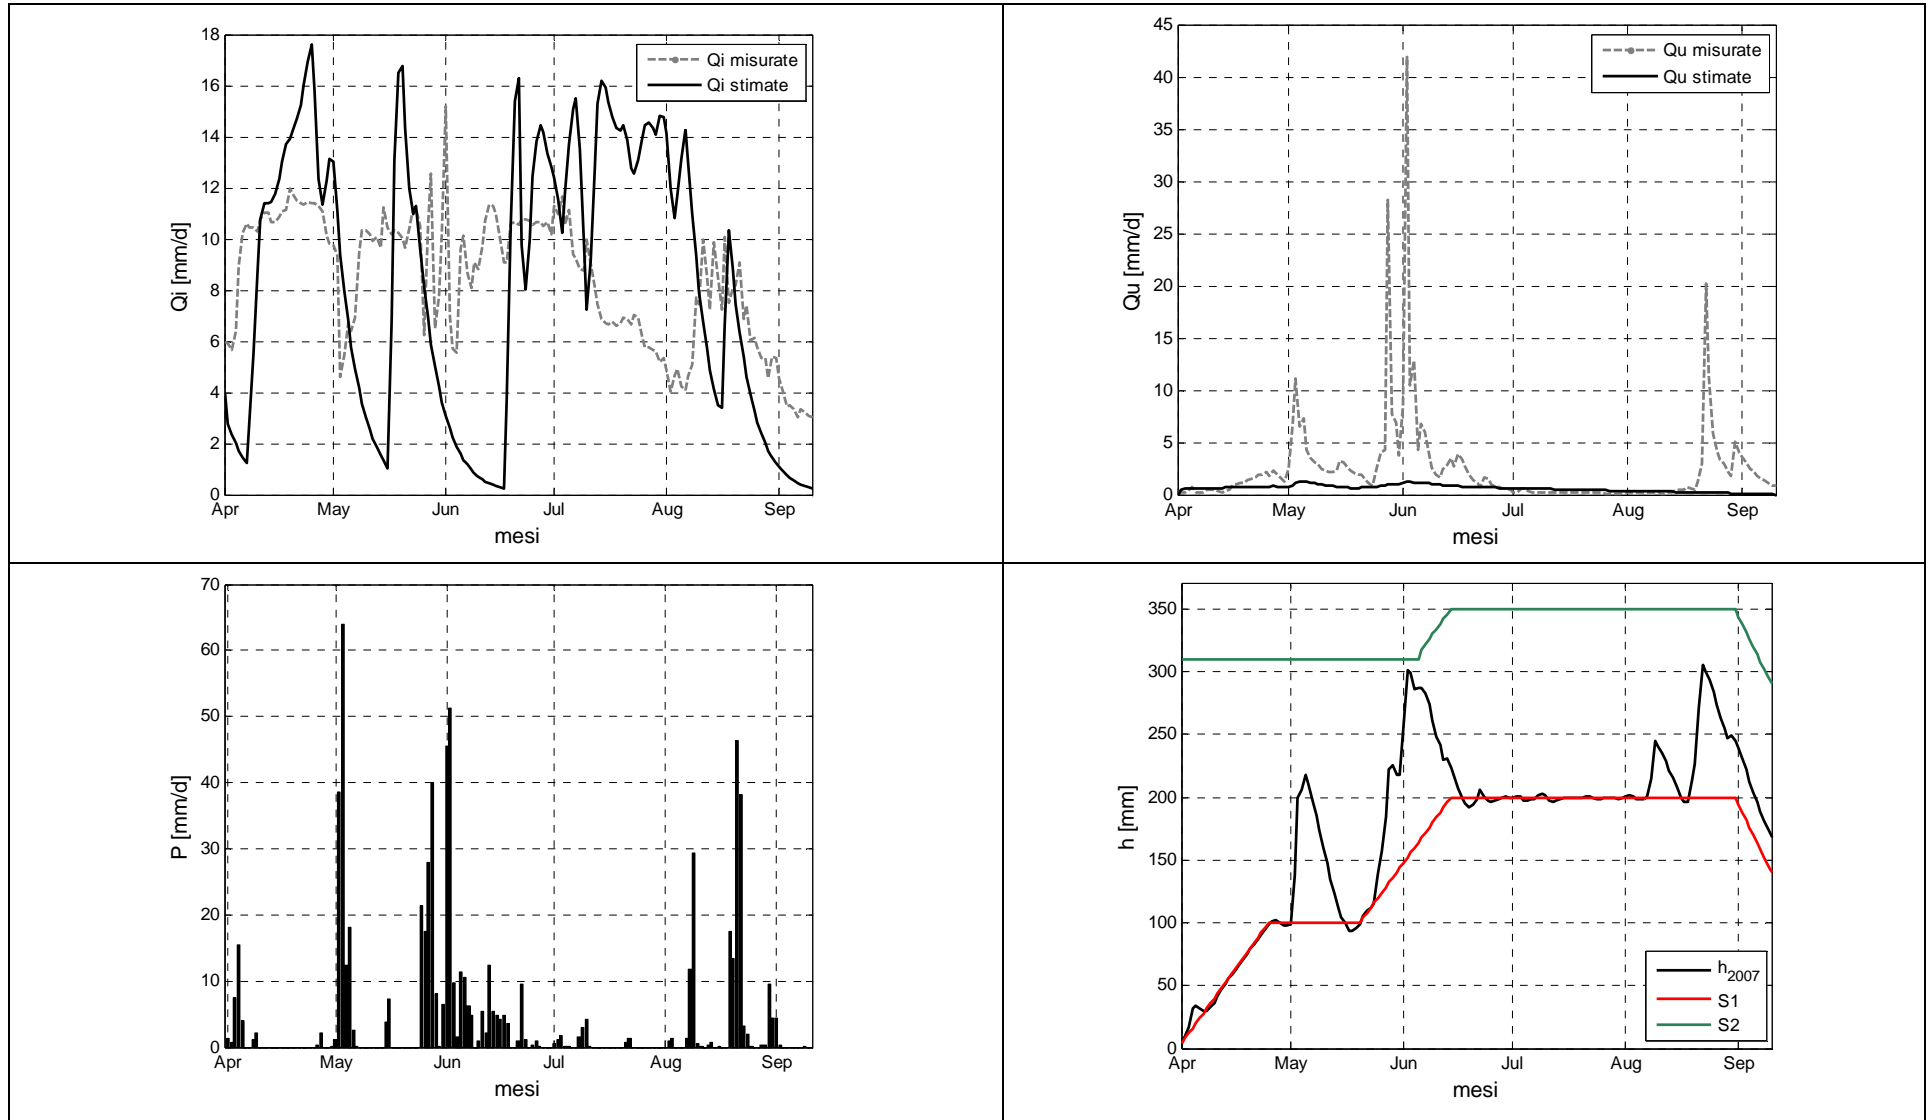 18
16
14
12
10
8
6
4
2
0
Qi [mm/d]
Qi misurate
Qi stimate
Apr May Jun Jul Aug Sep
mesi
45
40
35
30
25
20
15
10
5
0
Qu [mm/d]
Qu misurate
Qu stimate
Apr May Jun Jul Aug Sep
mesi
70
60
50
40
30
20
10
0
P [mm/d]
Apr May Jun Jul Aug Sep
mesi
350
300
250
200
150
100
50
0
h [mm]
h2007
S1
S2
Apr May Jun Jul Aug Sep
mesi